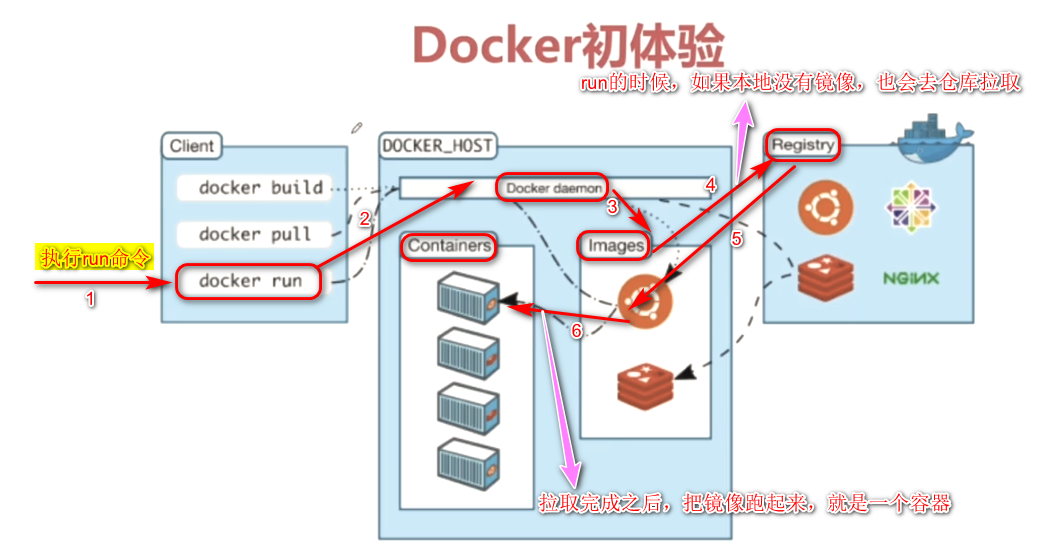 Docker初体验
run的时候，如果本地没有镜像，也会去仓库拉取
Client
DOCKER_HOST
Registry
docker build
Docker daemon
4
3
2
docker pull
5
执行run命令
Containers
Images
docker run
1
NGINX
6
拉取完成之后，把镜像跑起来，就是一个容器